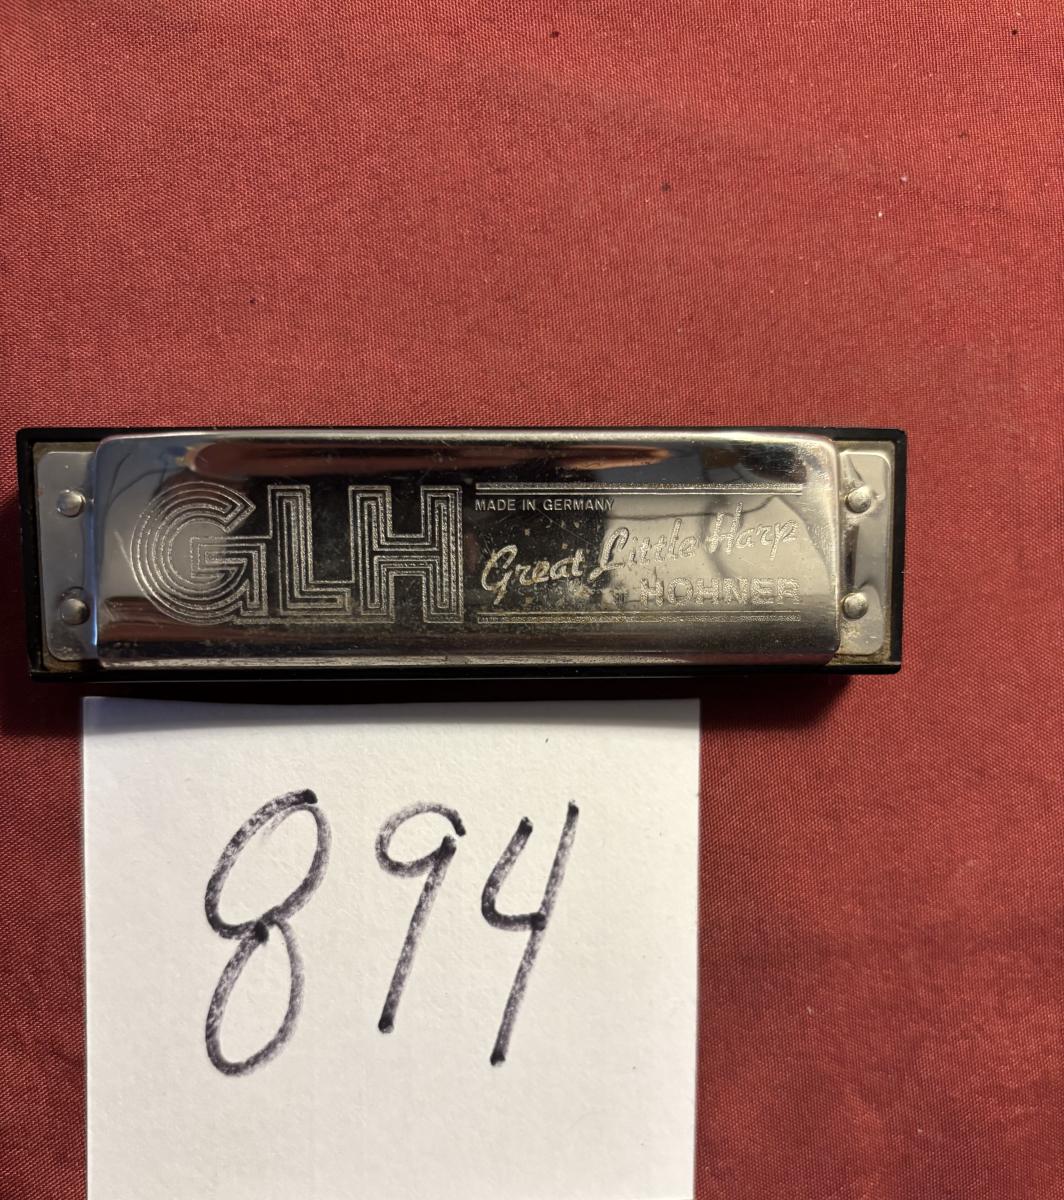 GLH
MADE IN GERMANY
Great Little Harp
HOHNER
894